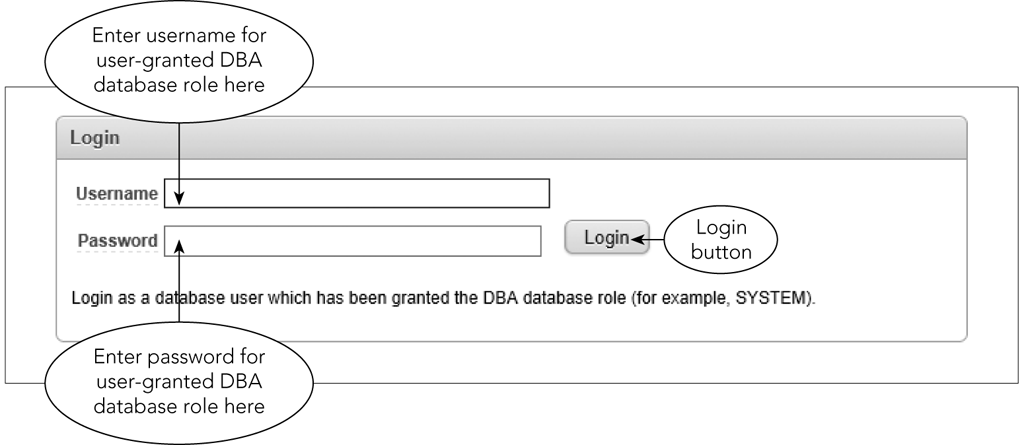 Enter username for
user-granted DBA
database role here
Login
Username
Password
Login
Login
button
Login as a database user which has been granted the DBA database role (for example, SYSTEM).
Enter password for
user-granted DBA
database role here